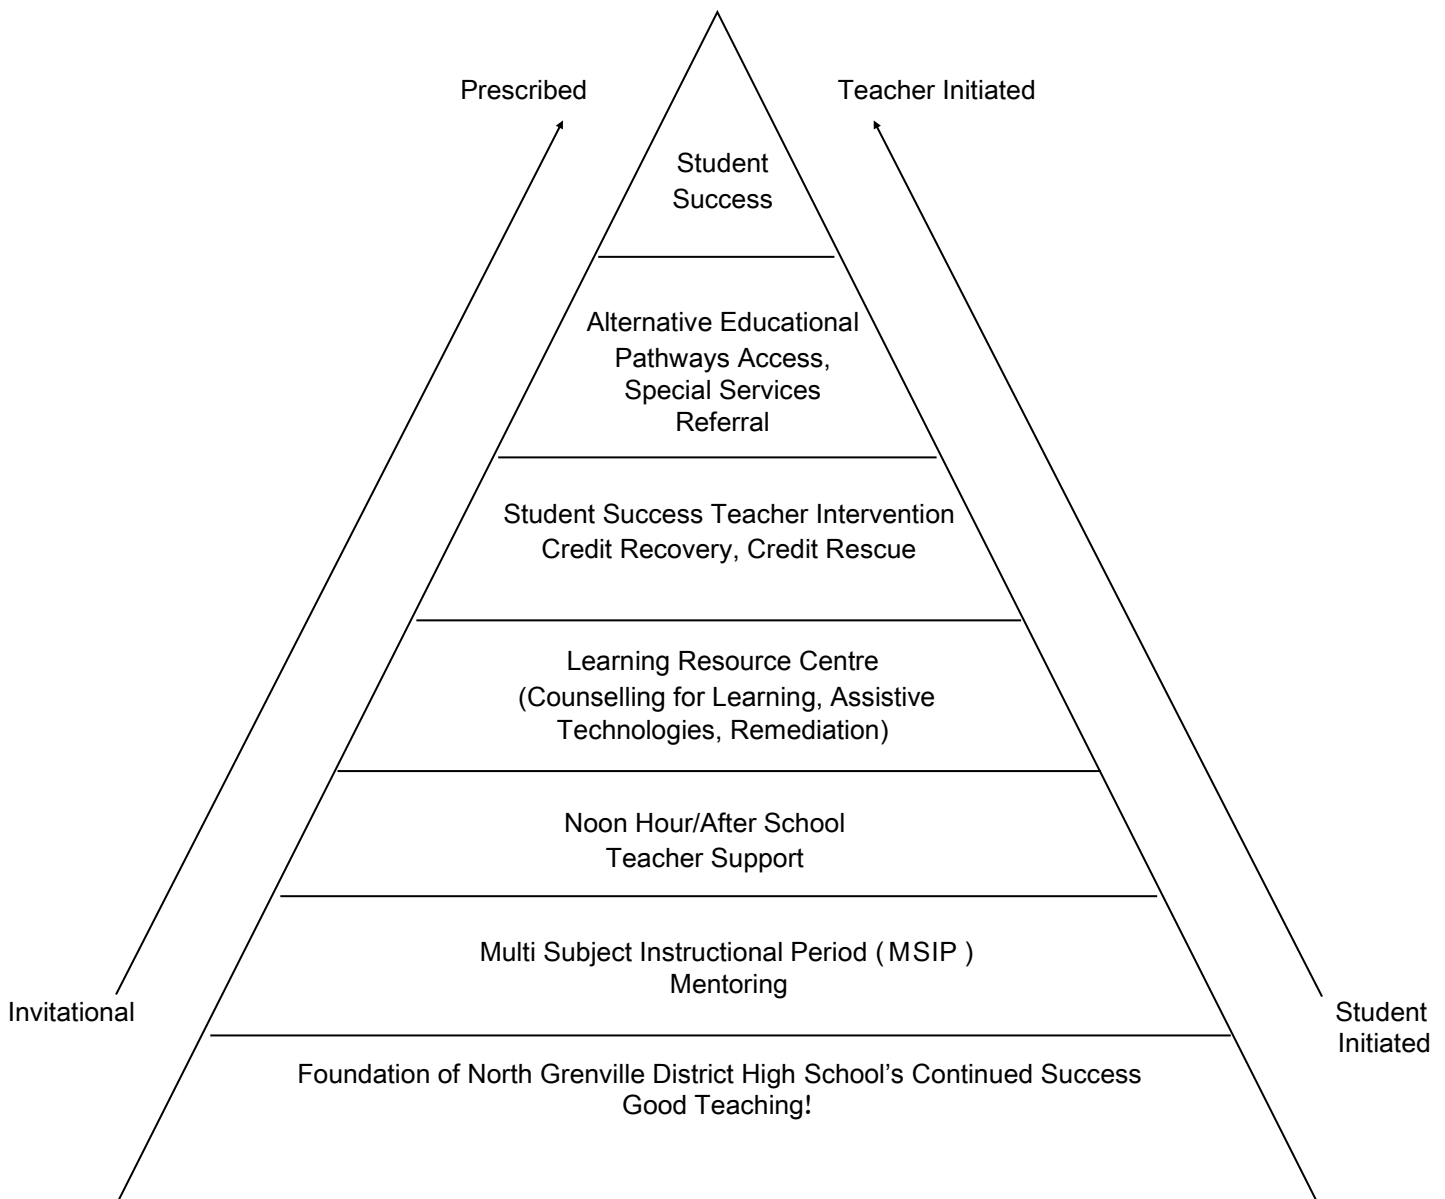 Prescribed
Teacher Initiated
Student
Success
Alternative Educational
Pathways Access,
Special Services
Referral
Student Success Teacher Intervention
Credit Recovery, Credit Rescue
Learning Resource Centre
(Counselling for Learning, Assistive
Technologies, Remediation)
Noon Hour/After School
Teacher Support
Multi Subject Instructional Period ( MSIP )
Mentoring
Invitational
Student
Initiated
Foundation of North Grenville District High School’s Continued Success
Good Teaching!